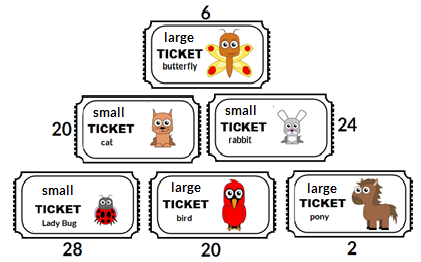 6
large
TICKET
butterfly
20
small
TICKET
cat
small
TICKET
rabbit
24
small
TICKET
Lady Bug
28
large
TICKET
bird
20
large
TICKET
pony
2